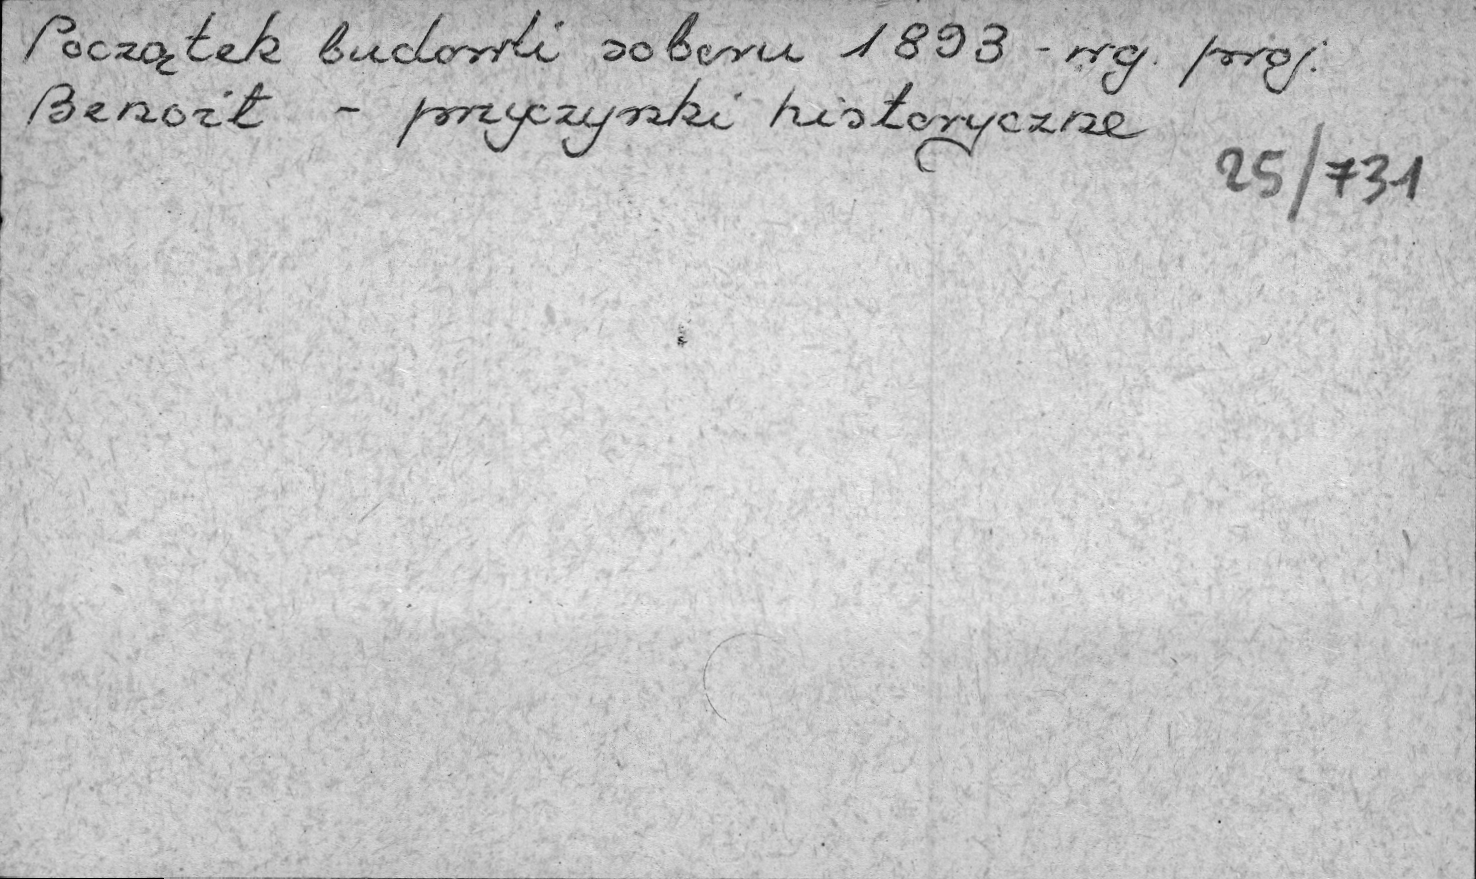 Początek budowli soboru 1893 - wg. proj.
Benoit - przyczynki historyczne
25/731